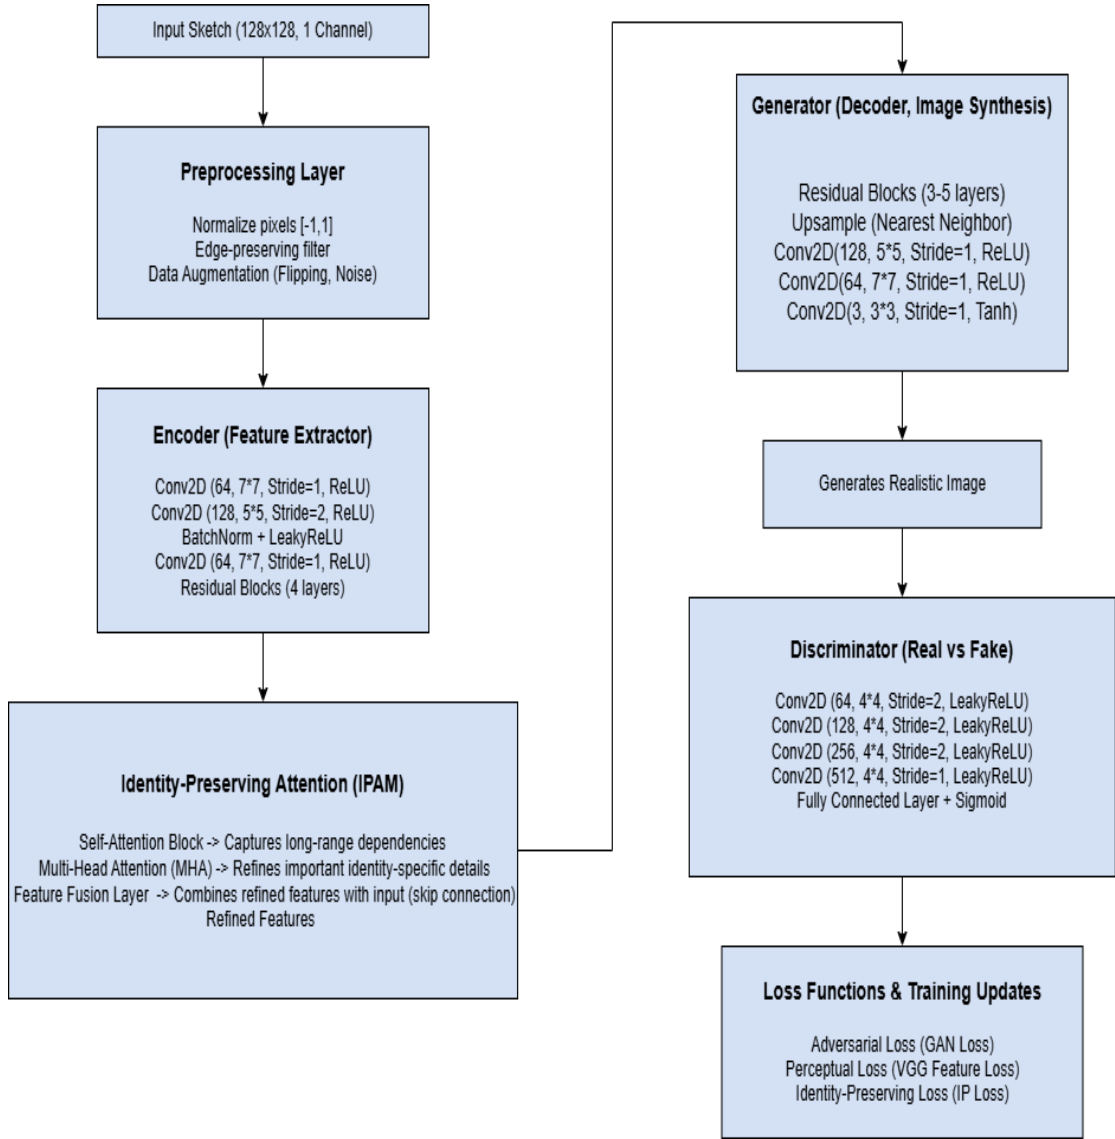 Input Sketch (128x128, 1 Channel)
Preprocessing Layer
Normalize pixels [-1,1]
Edge-preserving filter
Data Augmentation (Flipping, Noise)
Encoder (Feature Extractor)
Conv2D (64, 7*7, Stride=1, ReLU)
Conv2D (128, 5*5, Stride=2, ReLU)
BatchNorm + LeakyReLU
Conv2D (64, 7*7, Stride=1, ReLU)
Residual Blocks (4 layers)
Identity-Preserving Attention (IPAM)
Self-Attention Block -> Captures long-range dependencies
Multi-Head Attention (MHA) -> Refines important identity-specific details
Feature Fusion Layer -> Combines refined features with input (skip connection)
Refined Features
Generator (Decoder, Image Synthesis)
Residual Blocks (3-5 layers)
Upsample (Nearest Neighbor)
Conv2D(128, 5*5, Stride=1, ReLU)
Conv2D(64, 7*7, Stride=1, ReLU)
Conv2D(3, 3*3, Stride=1, Tanh)
Generates Realistic Image
Discriminator (Real vs Fake)
Conv2D (64, 4*4, Stride=2, LeakyReLU)
Conv2D (128, 4*4, Stride=2, LeakyReLU)
Conv2D (256, 4*4, Stride=2, LeakyReLU)
Conv2D (512, 4*4, Stride=1, LeakyReLU)
Fully Connected Layer + Sigmoid
Loss Functions & Training Updates
Adversarial Loss (GAN Loss)
Perceptual Loss (VGG Feature Loss)
Identity-Preserving Loss (IP Loss)